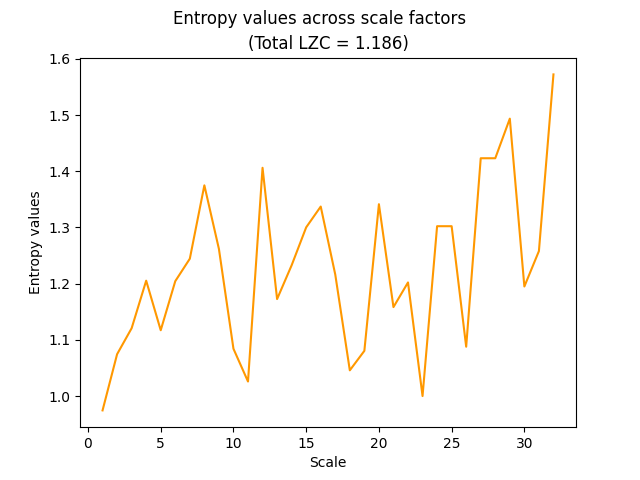 Entropy values across scale factors
(Total LZC = 1.186)
1.6
1.5
1.4
1.3
1.2
1.1
1.0
Entropy values
0 5 10 15 20 25 30
Scale